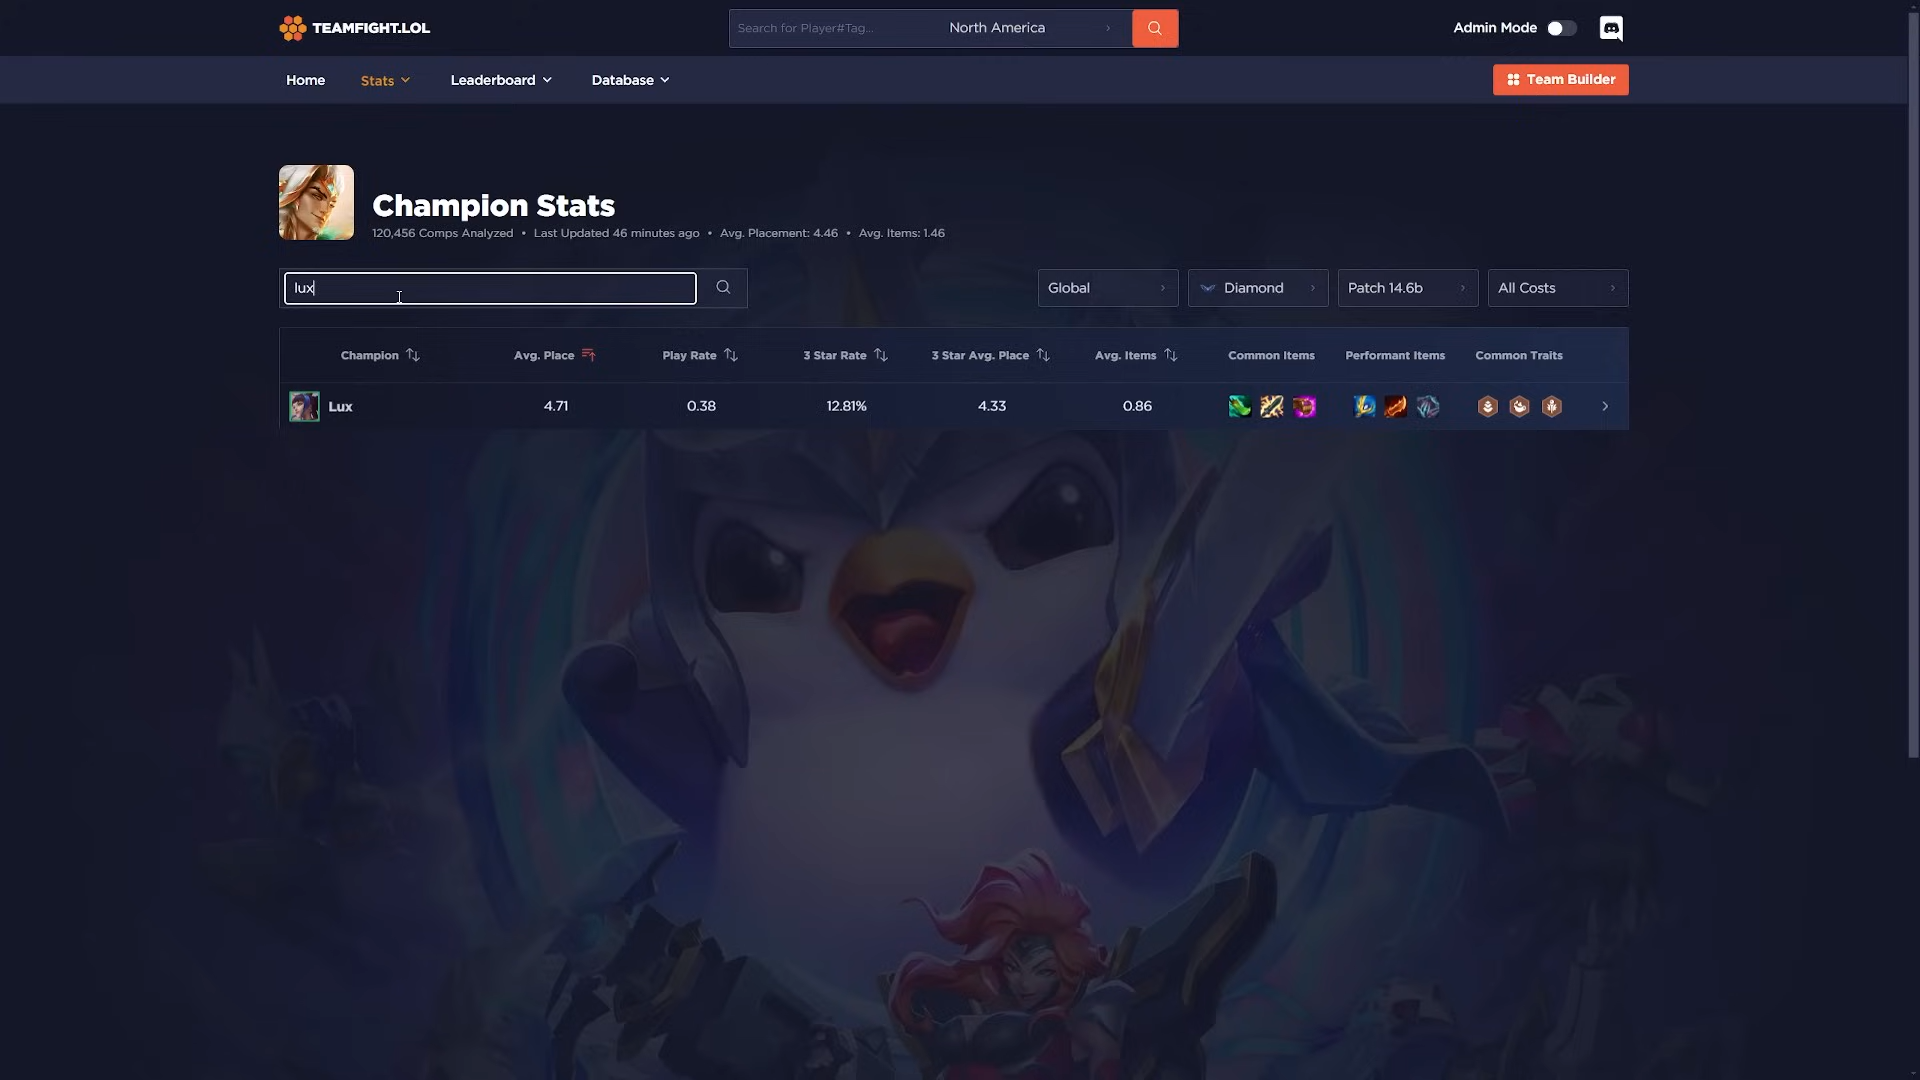 TEAMFIGHT.LOL
Search for Player#Tag...
North America
Admin Mode
Home
Stats
Leaderboard
Database
Team Builder
Champion Stats
120,456 Comps Analyzed • Last Updated 46 minutes ago • Avg. Placement: 4.46 • Avg. Items: 1.46
lux
Global
Diamond
Patch 14.6b
All Costs
Champion Avg. Place Play Rate 3 Star Rate 3 Star Avg. Place Avg. Items Common Items Performant Items Common Traits
Lux 4.71 0.38 12.81% 4.33 0.86